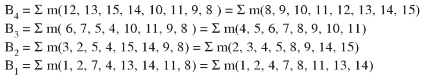 B₄ = Σ m(12, 13, 15, 14, 10, 11, 9, 8 ) = Σ m(8, 9, 10, 11, 12, 13, 14, 15)
B₃ = Σ m( 6, 7, 5, 4, 10, 11, 9, 8 ) = Σ m(4, 5, 6, 7, 8, 9, 10, 11)
B₂ = Σ m(3, 2, 5, 4, 15, 14, 9, 8) = Σ m(2, 3, 4, 5, 8, 9, 14, 15)
B₁ = Σ m(1, 2, 7, 4, 13, 14, 11, 8) = Σ m(1, 2, 4, 7, 8, 11, 13, 14)